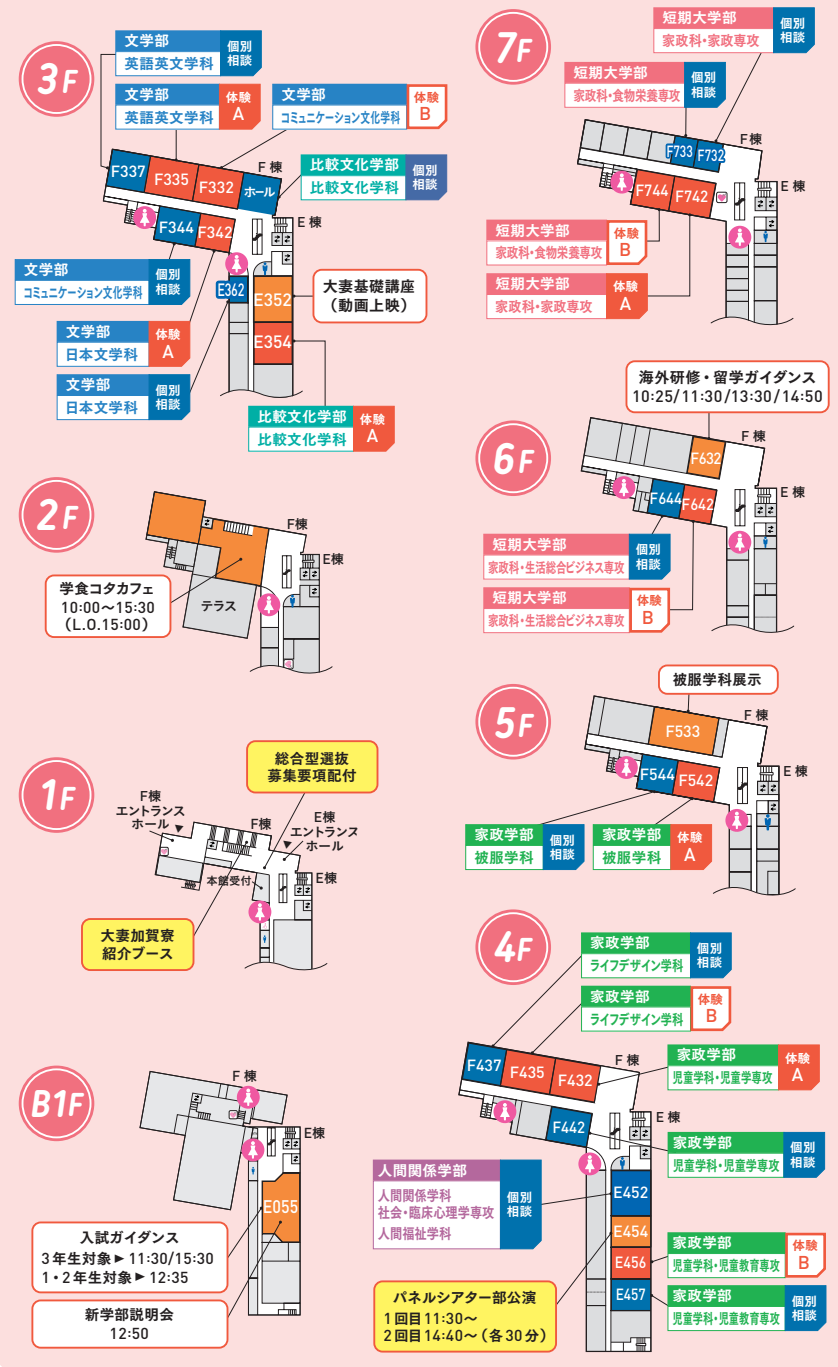 3F
文学部
英語英文学科
個別
相談
文学部
英語英文学科
体験
A
文学部
コミュニケーション文化学科
体験
B
比較文化学部
比較文化学科
個別
相談
F棟
E棟
F337
F335
F332
ホール
F344
F342
E362
E352
E354
文学部
コミュニケーション文化学科
個別
相談
大妻基礎講座
（動画上映）
文学部
日本文学科
体験
A
文学部
日本文学科
個別
相談
比較文化学部
比較文化学科
体験
A
2F
F棟
E棟
テラス
学食コタカフェ
10:00〜15:30
（L.O.15:00）
1F
総合型選抜
募集要項配付
F棟
エントランス
ホール
F棟
E棟
エントランス
ホール
本館受付
E棟
大妻加賀寮
紹介ブース
B1F
F棟
E棟
E055
入試ガイダンス
3年生対象▶11:30/15:30
1・2年生対象▶12:35
新学部説明会
12:50
7F
短期大学部
家政科・家政専攻
個別
相談
短期大学部
家政科・食物栄養専攻
個別
相談
F棟
E棟
F733
F732
F744
F742
短期大学部
家政科・食物栄養専攻
体験
B
短期大学部
家政科・家政専攻
体験
A
6F
海外研修・留学ガイダンス
10:25/11:30/13:30/14:50
F棟
E棟
F632
F644
F642
短期大学部
家政科・生活総合ビジネス専攻
個別
相談
短期大学部
家政科・生活総合ビジネス専攻
体験
B
5F
被服学科展示
F棟
E棟
F533
F544
F542
家政学部
被服学科
個別
相談
家政学部
被服学科
体験
A
4F
家政学部
ライフデザイン学科
個別
相談
家政学部
ライフデザイン学科
体験
B
F棟
E棟
F437
F435
F432
F442
家政学部
児童学科・児童学専攻
体験
A
家政学部
児童学科・児童学専攻
個別
相談
人間関係学部
人間関係学科
社会・臨床心理学専攻
人間福祉学科
個別
相談
E452
E454
E456
E457
家政学部
児童学科・児童教育専攻
体験
B
家政学部
児童学科・児童教育専攻
個別
相談
パネルシアター部公演
1回目11:30〜
2回目14:40〜（各30分）